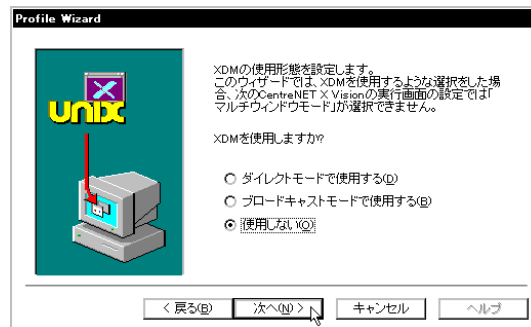 Profile Wizard
XDMの使用形態を設定します。
このウィザードでは、XDMを使用するような選択をした場
合、次のCentreNET X Visionの実行画面の設定では「
マルチウィンドウモード」が選択できません。
XDMを使用しますか?
UNIX
ダイレクトモードで使用する(D)
ブロードキャストモードで使用する(B)
使用しない(O)
< 戻る(B)
次へ(N) >
キャンセル
ヘルプ